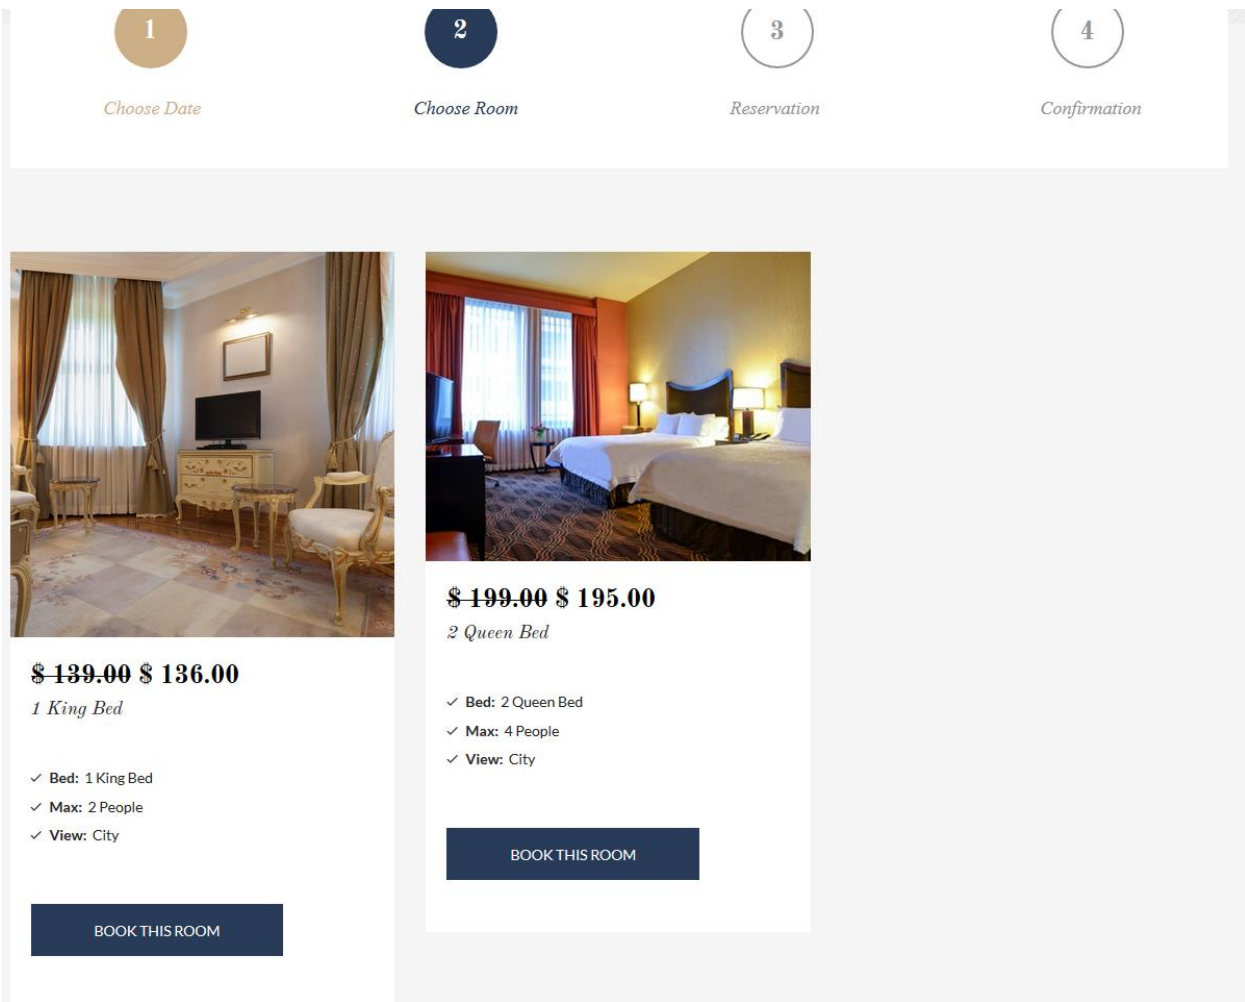 1
2
3
4
Choose Date
Choose Room
Reservation
Confirmation
$ 139.00 $ 136.00
1 King Bed
Bed: 1 King Bed
Max: 2 People
View: City
BOOK THIS ROOM
$ 199.00 $ 195.00
2 Queen Bed
Bed: 2 Queen Bed
Max: 4 People
View: City
BOOK THIS ROOM